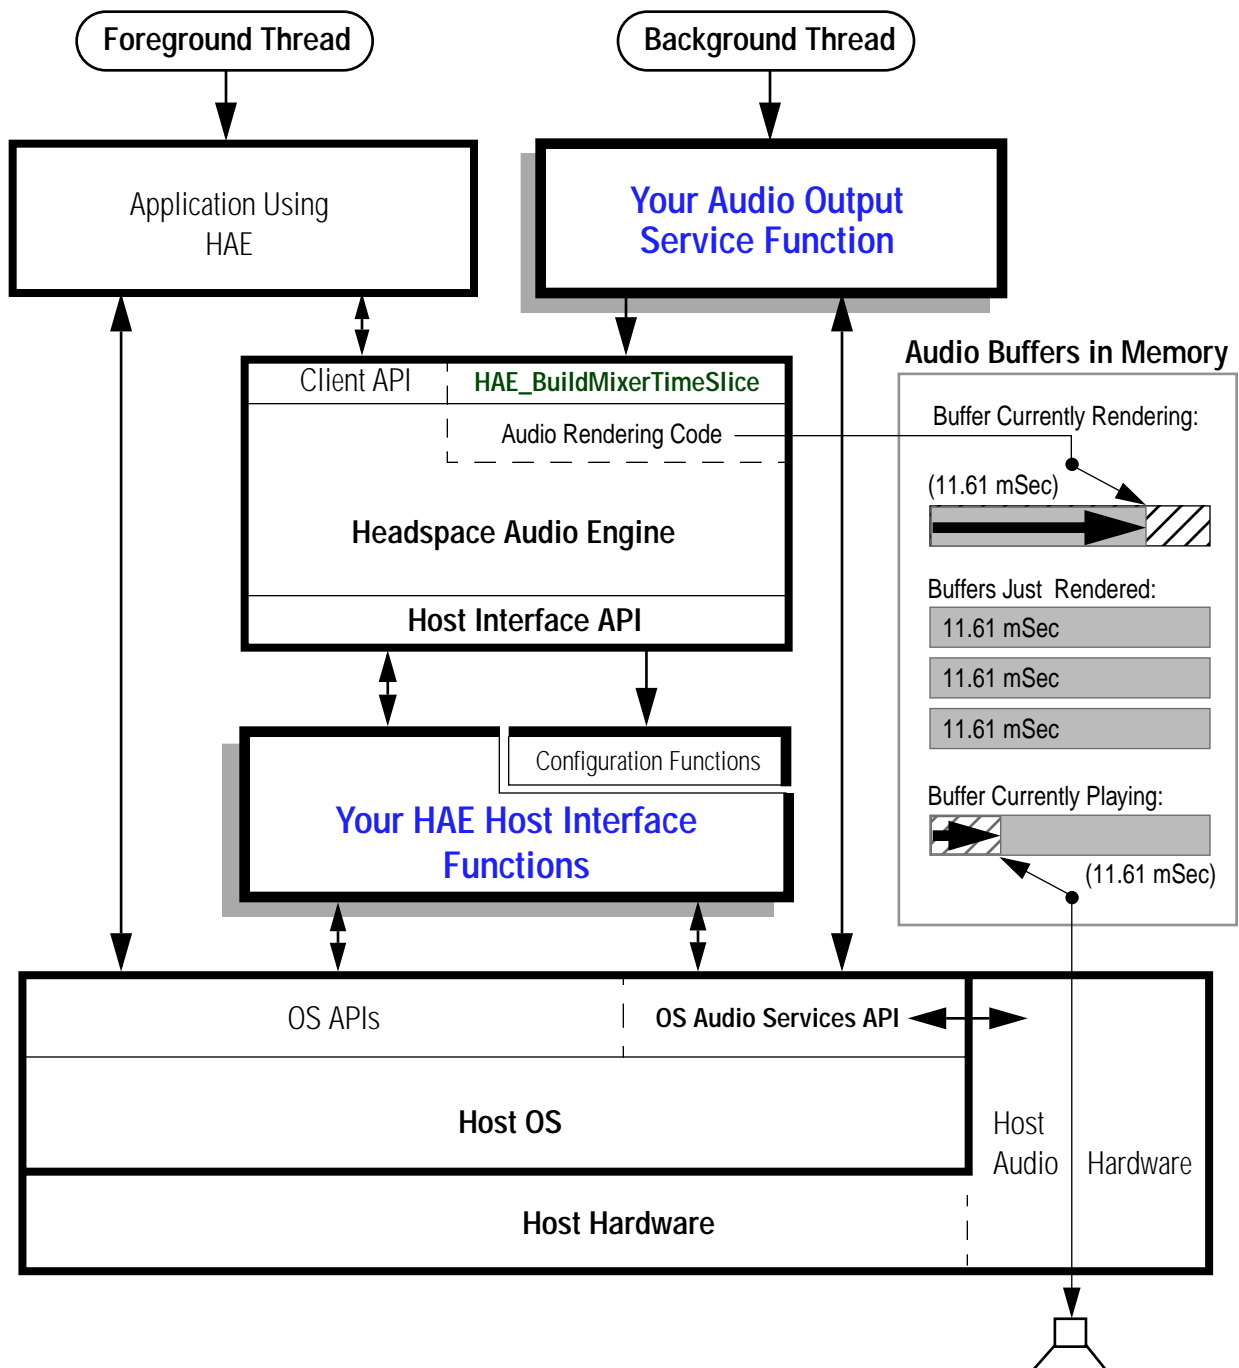 Foreground Thread
Background Thread
Application Using
HAE
Your Audio Output
Service Function
Audio Buffers in Memory
Client API
HAE_BuildMixerTimeSlice
Audio Rendering Code
Buffer Currently Rendering:
(11.61 mSec)
Headspace Audio Engine
Buffers Just Rendered:
11.61 mSec
11.61 mSec
11.61 mSec
Host Interface API
Configuration Functions
Your HAE Host Interface
Functions
Buffer Currently Playing:
(11.61 mSec)
OS APIs
OS Audio Services API
Host OS
Host
Audio
Hardware
Host Hardware